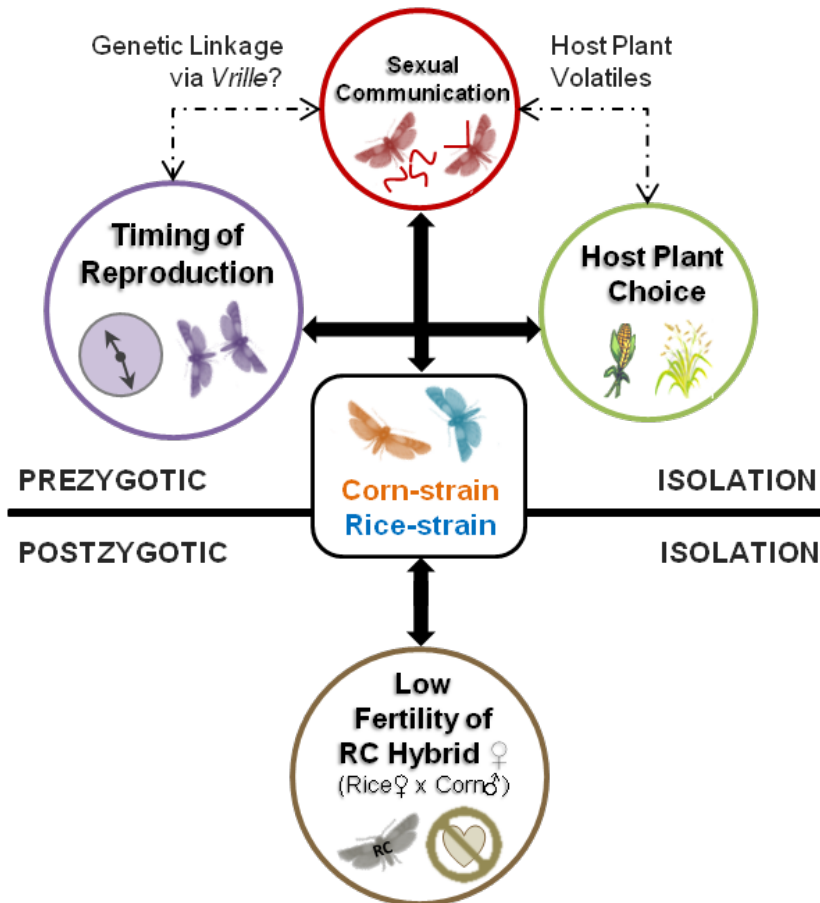 Genetic Linkage
via Vrille?
Host Plant
Volatiles
Sexual
Communication
Timing of
Reproduction
Host Plant
Choice
PREZYGOTIC
ISOLATION
Corn-strain
Rice-strain
POSTZYGOTIC
ISOLATION
Low
Fertility of
RC Hybrid ♀
(Rice♀ x Corn♂)
RC